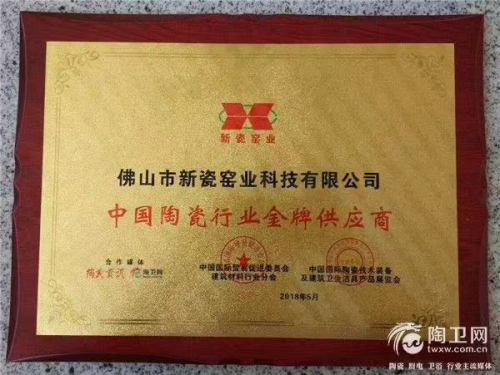 新瓷窑业
佛山市新瓷窑业科技有限公司
中国陶瓷行业金牌供应商
合作媒体
陶瓷资讯 陶卫网
中国国际贸易促进委员会
建筑材料行业分会
中国国际陶瓷技术装备
及建筑卫生洁具产品展览会
2018年5月
陶卫网
www.twxw.com.cn
陶瓷 厨电 卫浴 行业主流媒体